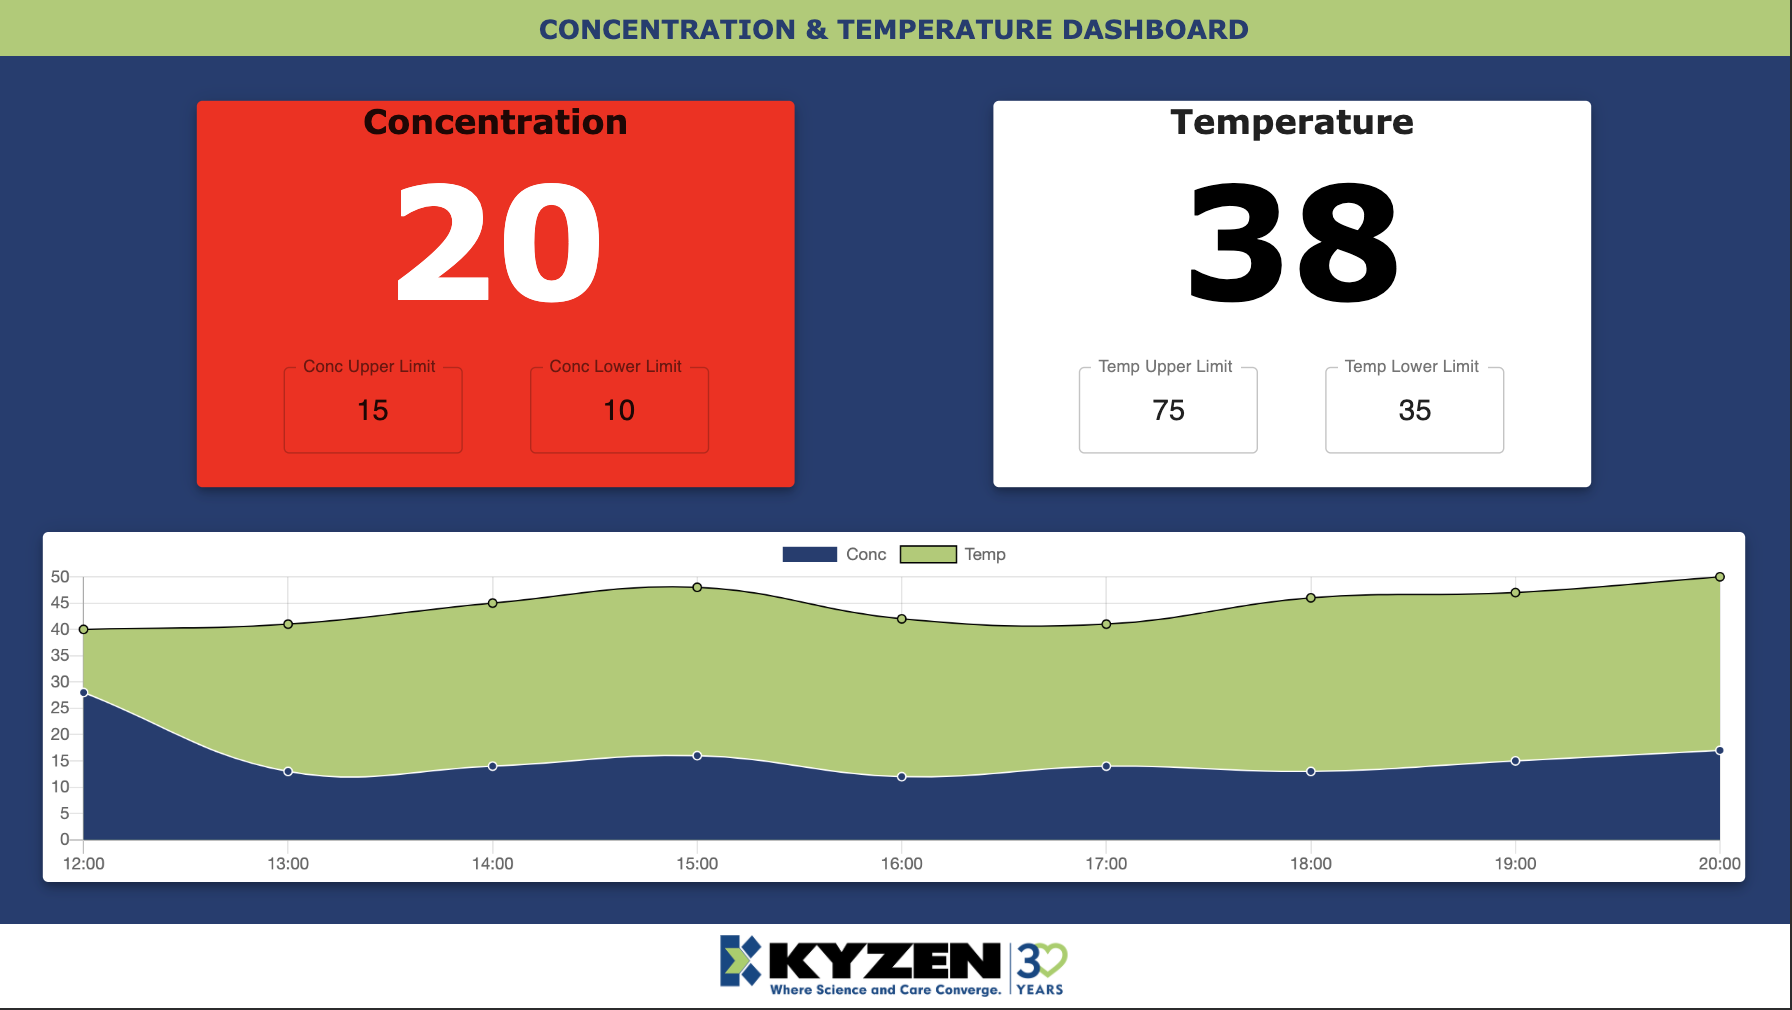 CONCENTRATION & TEMPERATURE DASHBOARD
Concentration
20
Conc Upper Limit
15
Conc Lower Limit
10
Temperature
38
Temp Upper Limit
75
Temp Lower Limit
35
Conc
Temp
50
45
40
35
30
25
20
15
10
5
0
12:00 13:00 14:00 15:00 16:00 17:00 18:00 19:00 20:00
KYZEN
Where Science and Care Converge.
30
YEARS